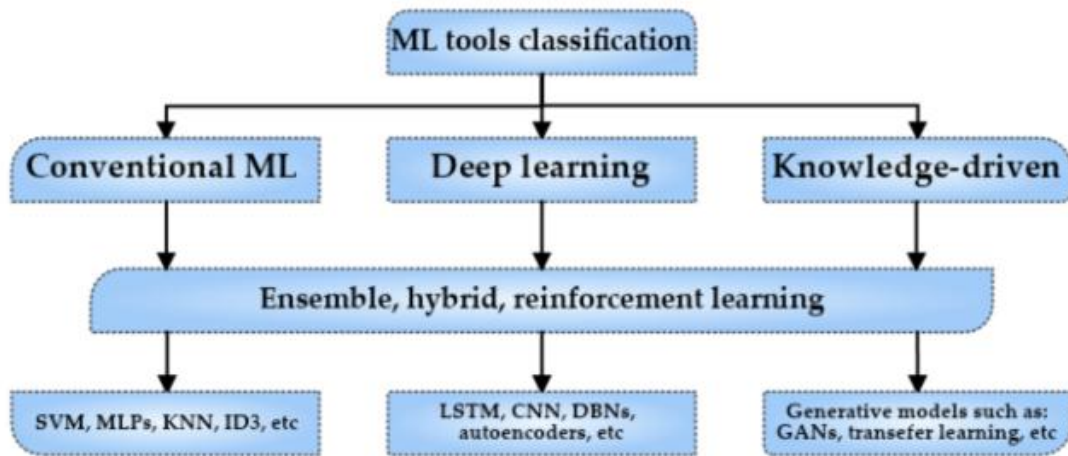 ML tools classification
Conventional ML
Deep learning
Knowledge-driven
Ensemble, hybrid, reinforcement learning
SVM, MLPs, KNN, ID3, etc
LSTM, CNN, DBNs,
autoencoders, etc
Generative models such as:
GANs, transefer learning, etc